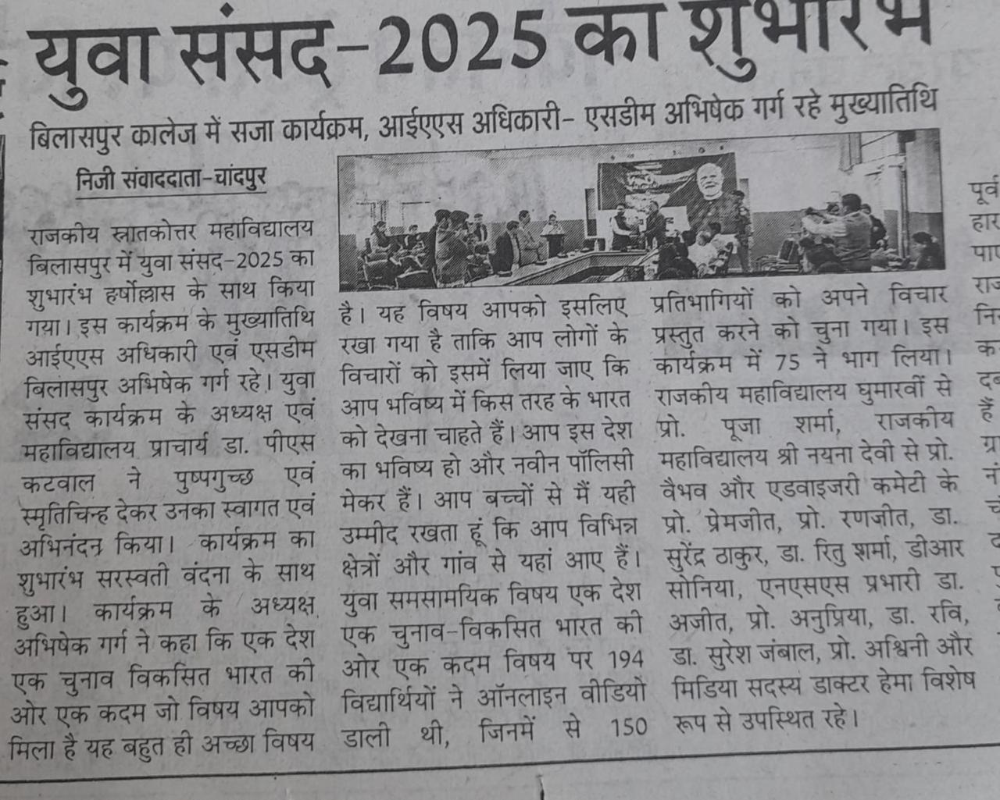 युवा संसद-2025 का शुभारंभ
बिलासपुर कालेज में सजा कार्यक्रम, आईएएस अधिकारी- एसडीम अभिषेक गर्ग रहे मुख्यातिथि
निजी संवाददाता-चांदपुर
राजकीय स्नातकोत्तर महाविद्यालय
बिलासपुर में युवा संसद-2025 का
शुभारंभ हर्षोल्लास के साथ किया
गया। इस कार्यक्रम के मुख्यातिथि
आईएएस अधिकारी एवं एसडीम
बिलासपुर अभिषेक गर्ग रहे। युवा
संसद कार्यक्रम के अध्यक्ष एवं
महाविद्यालय प्राचार्य डा. पीएस
कटवाल ने पुष्पगुच्छ एवं
स्मृतिचिन्ह देकर उनका स्वागत एवं
अभिनंदन किया। कार्यक्रम का
शुभारंभ सरस्वती वंदना के साथ
हुआ। कार्यक्रम के अध्यक्ष
अभिषेक गर्ग ने कहा कि एक देश
एक चुनाव विकसित भारत की
ओर एक कदम जो विषय आपको
मिला है यह बहुत ही अच्छा विषय
है। यह विषय आपको इसलिए
रखा गया है ताकि आप लोगों के
विचारों को इसमें लिया जाए कि
आप भविष्य में किस तरह के भारत
को देखना चाहते हैं। आप इस देश
का भविष्य हो और नवीन पॉलिसी
मेकर हैं। आप बच्चों से मैं यही
उम्मीद रखता हूं कि आप विभिन्न
क्षेत्रों और गांव से यहां आए हैं।
युवा समसामयिक विषय एक देश
एक चुनाव-विकसित भारत की
ओर एक कदम विषय पर 194
विद्यार्थियों ने ऑनलाइन वीडियो
डाली थी, जिनमें से 150
प्रतिभागियों को अपने विचार
प्रस्तुत करने को चुना गया। इस
कार्यक्रम में 75 ने भाग लिया।
राजकीय महाविद्यालय घुमारवीं से
प्रो. पूजा शर्मा, राजकीय
महाविद्यालय श्री नयना देवी से प्रो.
वैभव और एडवाइजरी कमेटी के
प्रो. प्रेमजीत, प्रो. रणजीत, डा.
सुरेंद्र ठाकुर, डा. रितु शर्मा, डीआर
सोनिया, एनएसएस प्रभारी डा.
अजीत, प्रो. अनुप्रिया, डा. रवि,
डा. सुरेश जंबाल, प्रो. अश्विनी और
मिडिया सदस्य डाक्टर हेमा विशेष
रूप से उपस्थित रहे।
पूर्व